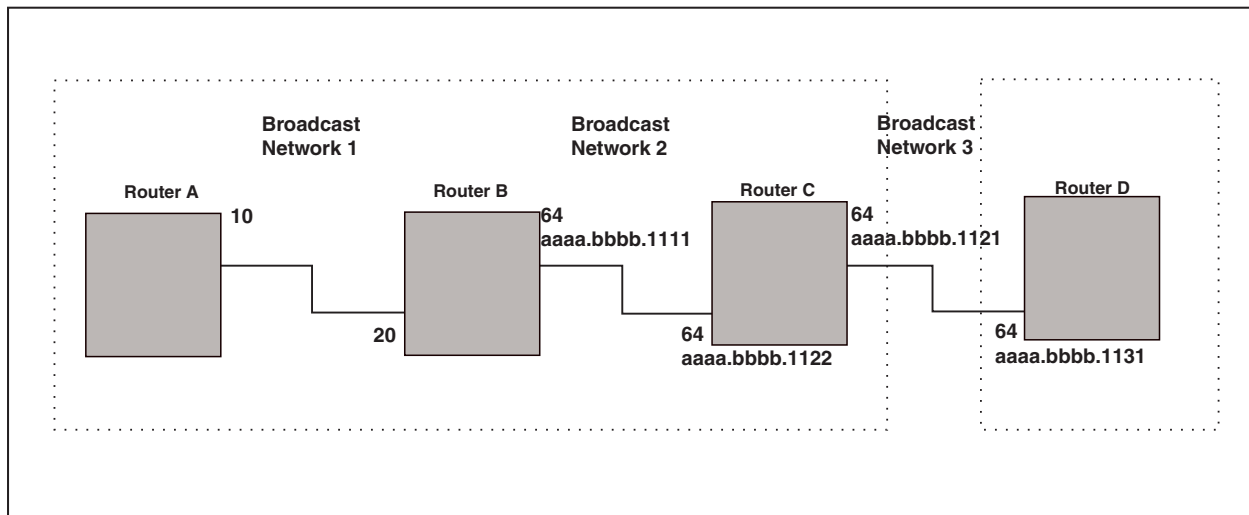 Broadcast
Network 1
Broadcast
Network 2
Broadcast
Network 3
Router A
Router B
Router C
Router D
10
64
aaaa.bbbb.1111
64
aaaa.bbbb.1121
20
64
aaaa.bbbb.1122
64
aaaa.bbbb.1131